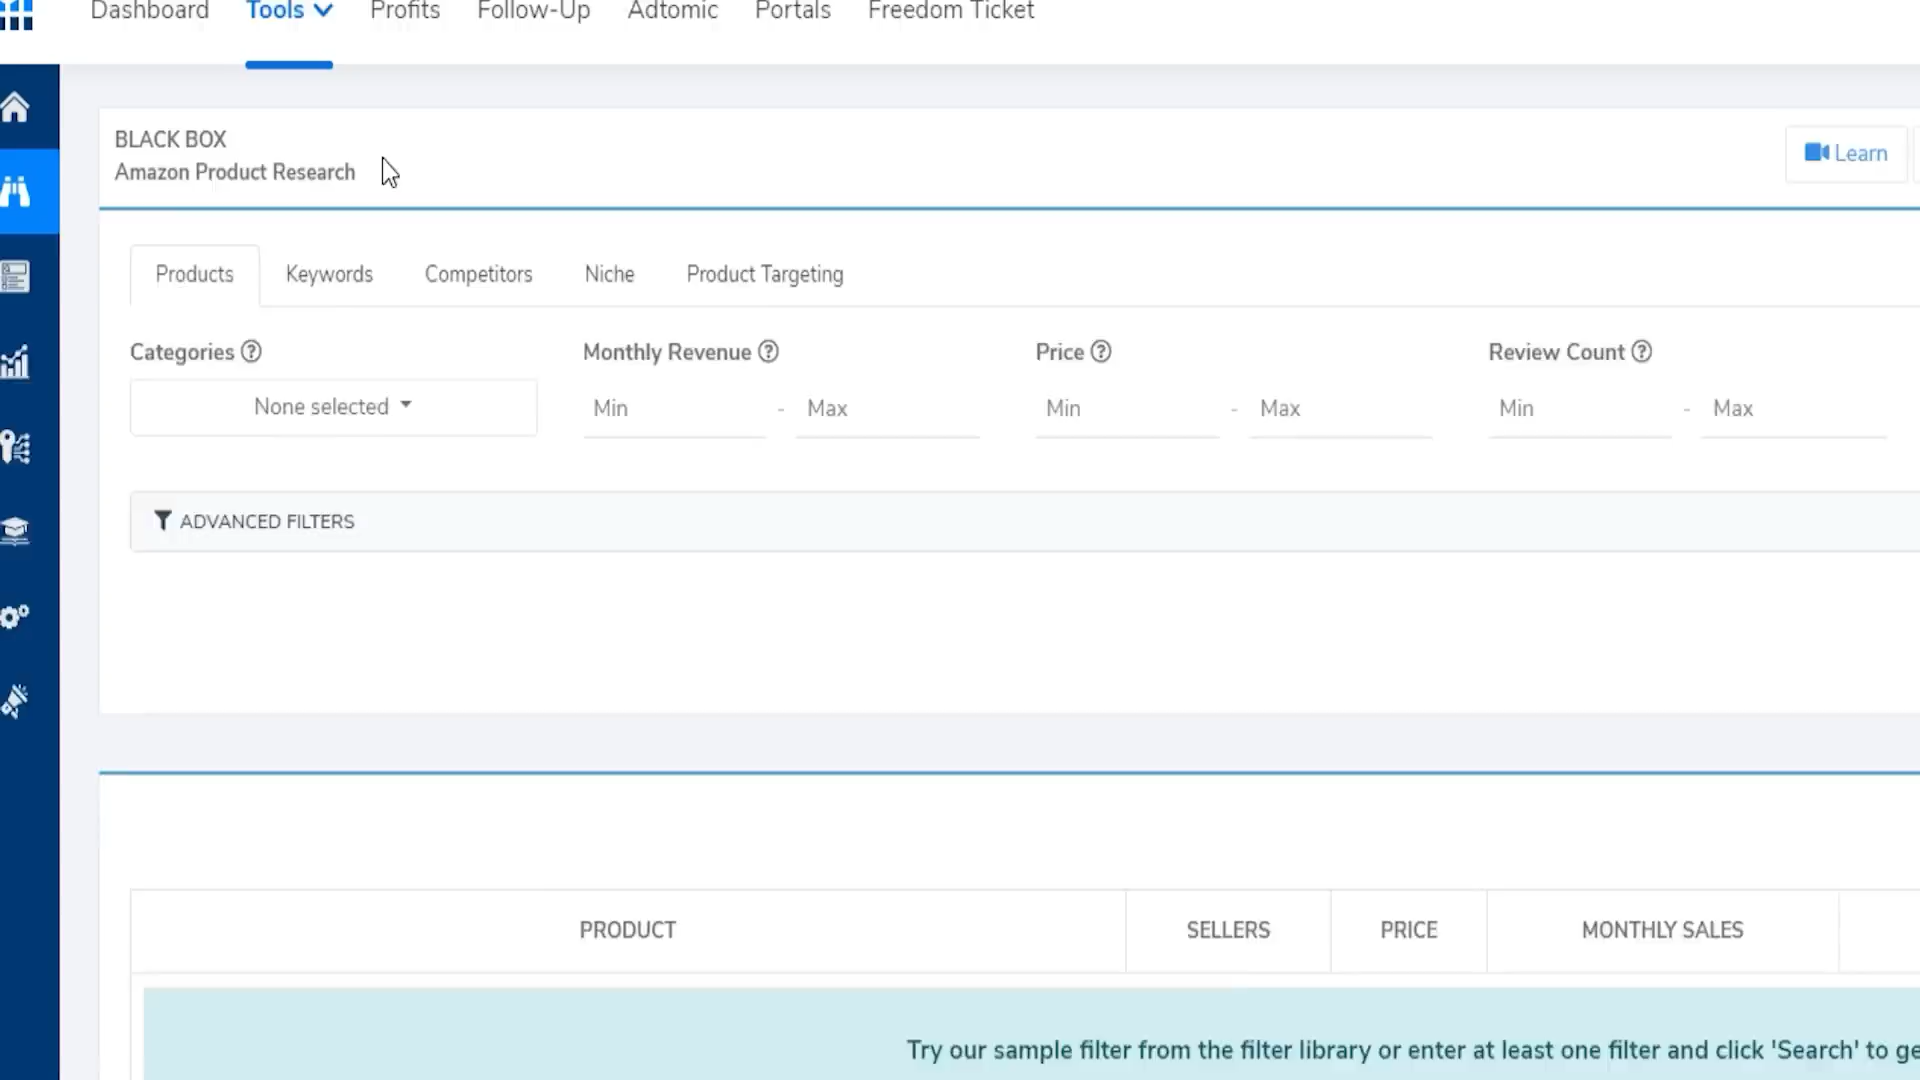 Dashboard Tools Profits Follow-Up Adtomic Portals Freedom Ticket
BLACK BOX
Amazon Product Research
Learn
Products Keywords Competitors Niche Product Targeting
Categories Monthly Revenue Price Review Count
None selected Min - Max Min - Max Min - Max
ADVANCED FILTERS
PRODUCT SELLERS PRICE MONTHLY SALES
Try our sample filter from the filter library or enter at least one filter and click 'Search' to ge